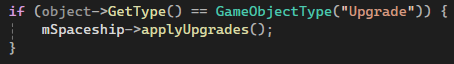 if (object->GetType() == GameObjectType("Upgrade")) {
mSpaceship->applyUpgrades();
}